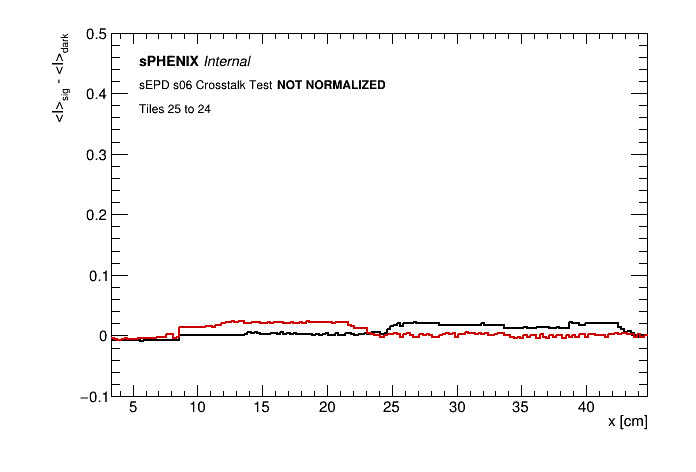 <I>sig - <I>dark
0.5
sPHENIX Internal
sEPD s06 Crosstalk Test NOT NORMALIZED
0.4
Tiles 25 to 24
0.3
0.2
0.1
0
−0.1
5 10 15 20 25 30 35 40
x [cm]